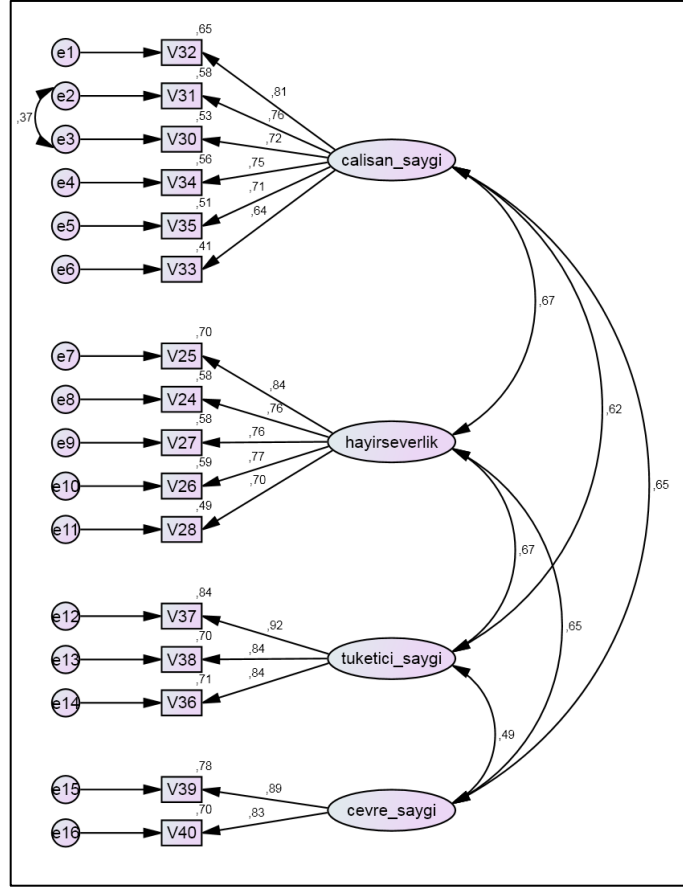 ,65
e1 V32
,81
,58
e2 V31
,76
,37
,53
e3 V30
,72
calisan_saygi
,56
e4 V34
,75
,51
e5 V35
,71
,64
,41
e6 V33
,67
,70
e7 V25
,84
,58
e8 V24
,76
,62
,58
e9 V27
,76
hayirseverlik
,59
e10 V26
,77
,65
,49
e11 V28
,70
,67
,84
e12 V37
,92
,65
,70
e13 V38
,84
tuketici_saygi
,71
e14 V36
,84
,49
,78
e15 V39
,89
cevre_saygi
,70
e16 V40
,83